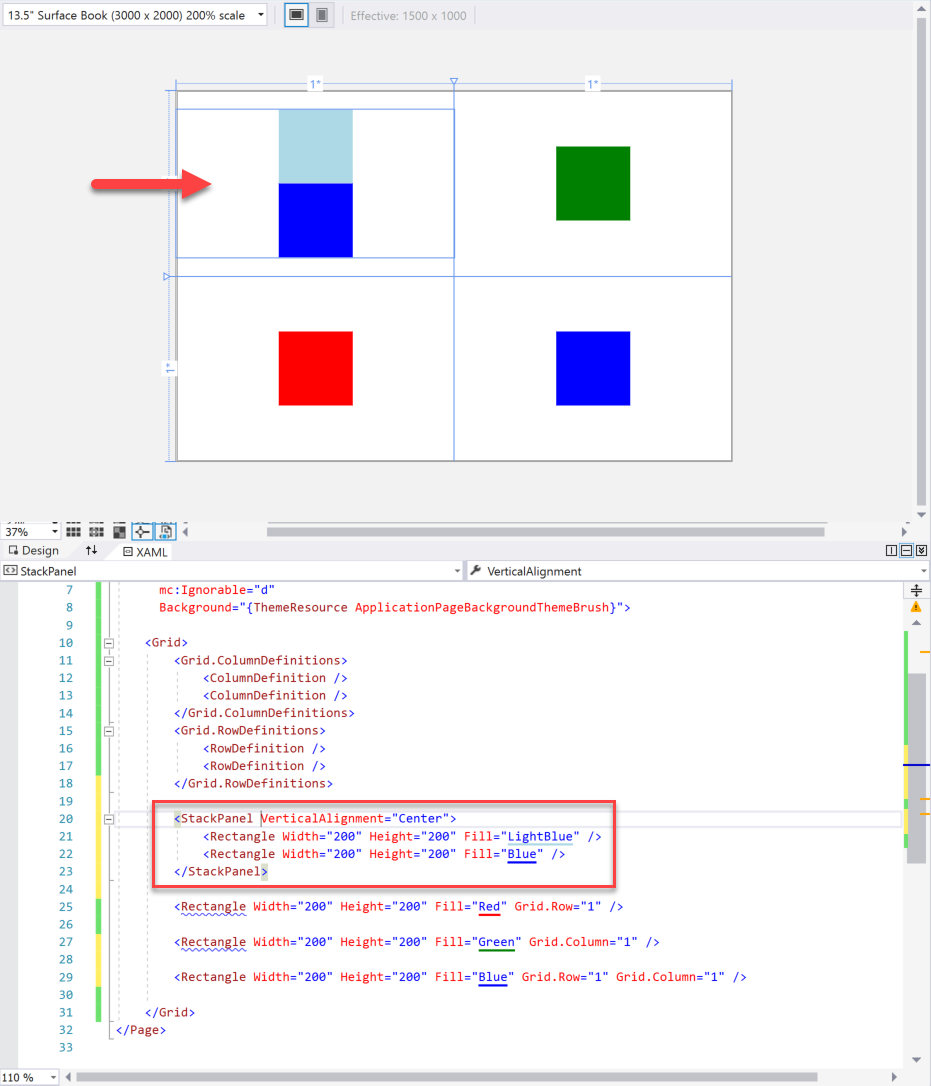 13.5" Surface Book (3000 x 2000) 200% scale
Effective: 1500 x 1000
1*
1*
1*
37%
Design
XAML
StackPanel
VerticalAlignment
7 mc:Ignorable="d"
8 Background="{ThemeResource ApplicationPageBackgroundThemeBrush}">
9
10 <Grid>
11 <Grid.ColumnDefinitions>
12 <ColumnDefinition />
13 <ColumnDefinition />
14 </Grid.ColumnDefinitions>
15 <Grid.RowDefinitions>
16 <RowDefinition />
17 <RowDefinition />
18 </Grid.RowDefinitions>
19
20 <StackPanel VerticalAlignment="Center">
21 <Rectangle Width="200" Height="200" Fill="LightBlue" />
22 <Rectangle Width="200" Height="200" Fill="Blue" />
23 </StackPanel>
24
25 <Rectangle Width="200" Height="200" Fill="Red" Grid.Row="1" />
26
27 <Rectangle Width="200" Height="200" Fill="Green" Grid.Column="1" />
28
29 <Rectangle Width="200" Height="200" Fill="Blue" Grid.Row="1" Grid.Column="1" />
30
31 </Grid>
32 </Page>
33
110 %